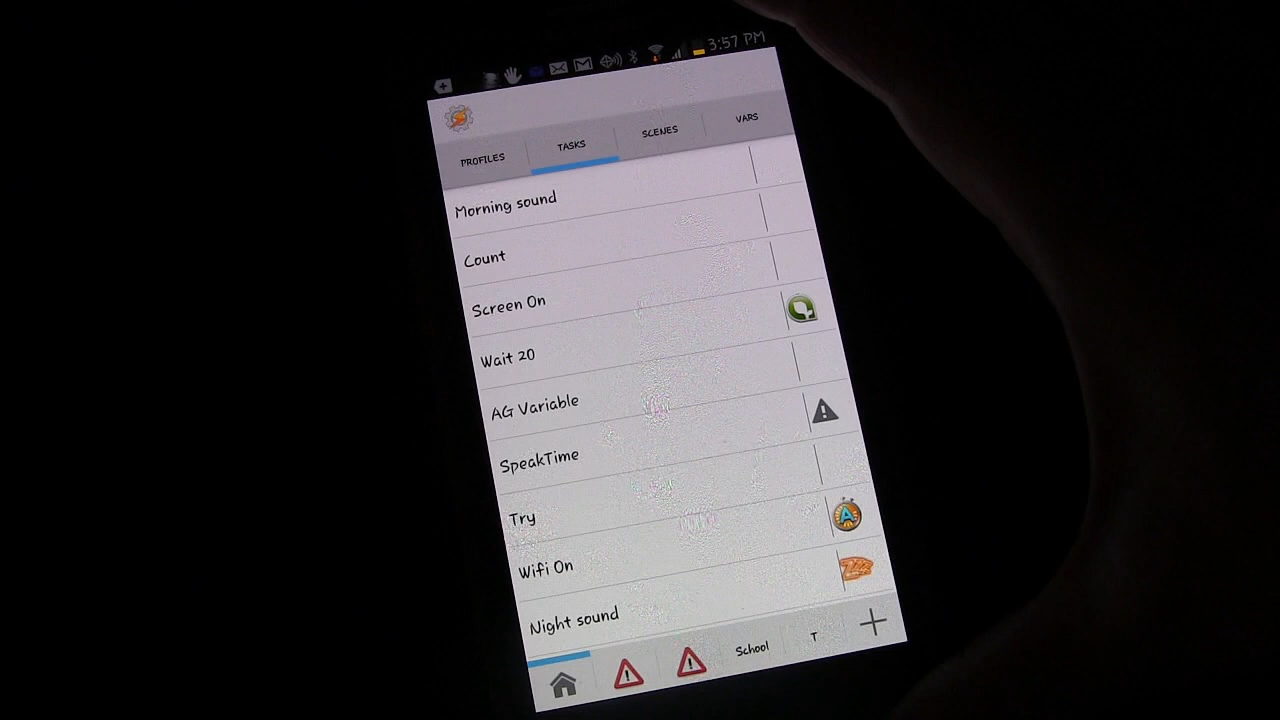 3:57 PM
PROFILES
TASKS
SCENES
VARS
Morning sound
Count
Screen On
Wait 20
AG Variable
SpeakTime
Try
Wifi On
Night sound
School
T